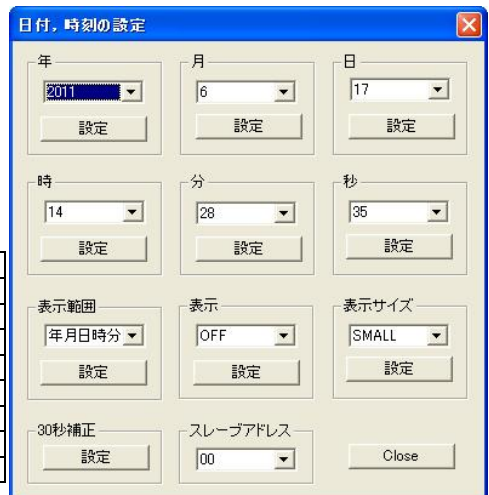 日付，時刻の設定
年 月 日
2011 6 17
設定 設定 設定
時 分 秒
14 28 35
設定 設定 設定
表示範囲 表示 表示サイズ
年月日時分 OFF SMALL
設定 設定 設定
30秒補正 スレーブアドレス
設定 00 Close